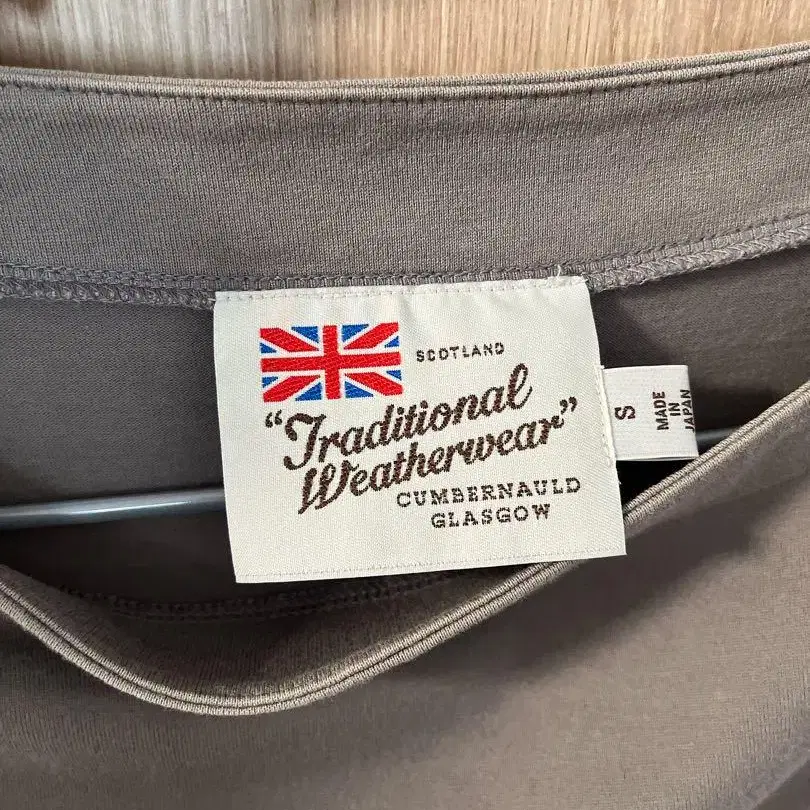 SCOTLAND
"Traditional
Weatherwear"
CUMBERNAULD
GLASGOW
S
MADE
IN
JAPAN